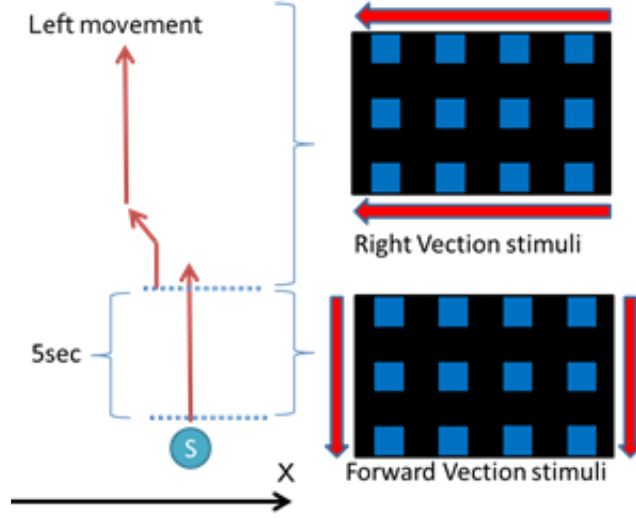 Left movement
Right Vection stimuli
5sec
S
X
Forward Vection stimuli